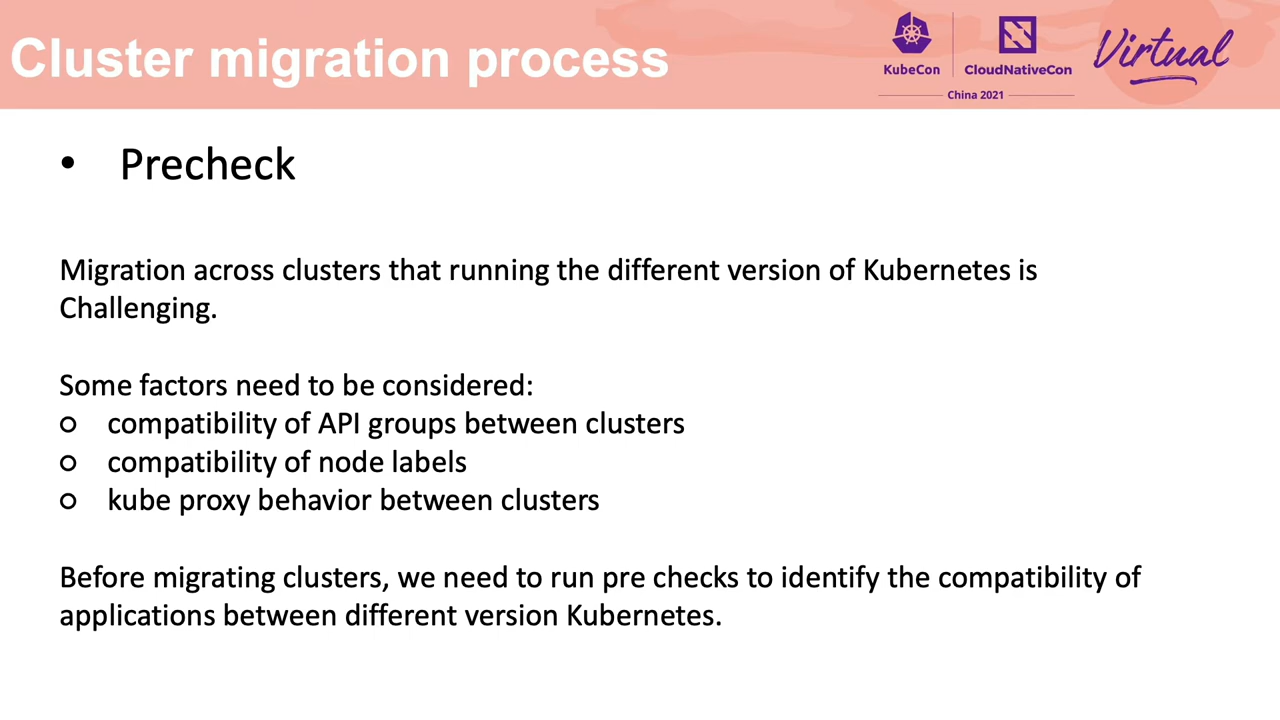 Cluster migration process
KubeCon
CloudNativeCon
China 2021
Virtual
• Precheck
Migration across clusters that running the different version of Kubernetes is
Challenging.
Some factors need to be considered:
○ compatibility of API groups between clusters
○ compatibility of node labels
○ kube proxy behavior between clusters
Before migrating clusters, we need to run pre checks to identify the compatibility of
applications between different version Kubernetes.